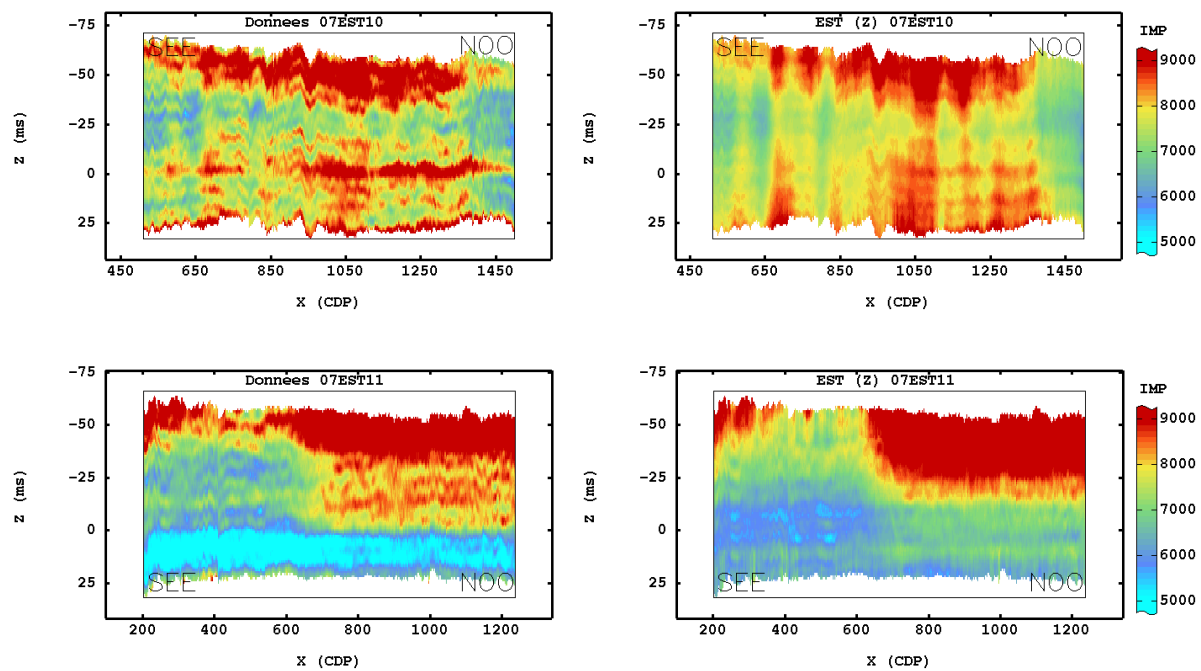 Donnees 07EST10
SEE NOO
-75
-50
-25
0
25
Z (ms)
450 650 850 1050 1250 1450
X (CDP)
EST (Z) 07EST10
SEE NOO
-75
-50
-25
0
25
Z (ms)
450 650 850 1050 1250 1450
X (CDP)
IMP
9000
8000
7000
6000
5000
Donnees 07EST11
SEE NOO
-75
-50
-25
0
25
Z (ms)
200 400 600 800 1000 1200
X (CDP)
EST (Z) 07EST11
SEE NOO
-75
-50
-25
0
25
Z (ms)
200 400 600 800 1000 1200
X (CDP)
IMP
9000
8000
7000
6000
5000